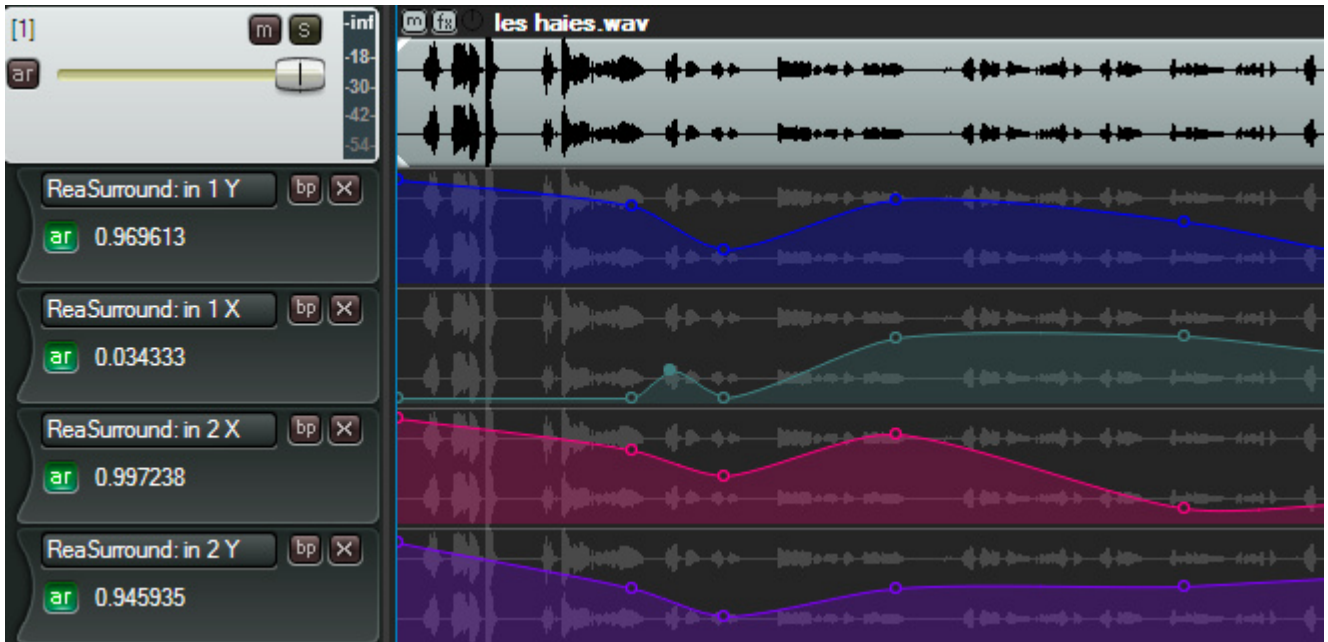 [1] m s -inf
ar -18-
-30-
-42-
-54-
m fx les haies.wav
ReaSurround: in 1 Y bp X
ar 0.969613
ReaSurround: in 1 X bp X
ar 0.034333
ReaSurround: in 2 X bp X
ar 0.997238
ReaSurround: in 2 Y bp X
ar 0.945935